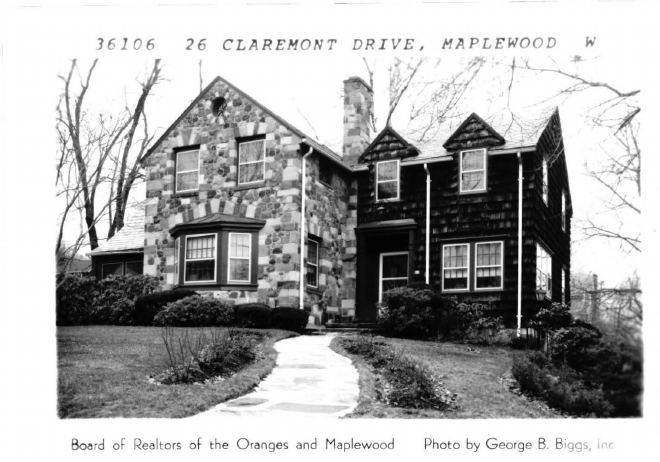 36106 26 CLAREMONT DRIVE, MAPLEWOOD W
Board of Realtors of the Oranges and Maplewood Photo by George B. Biggs, Inc